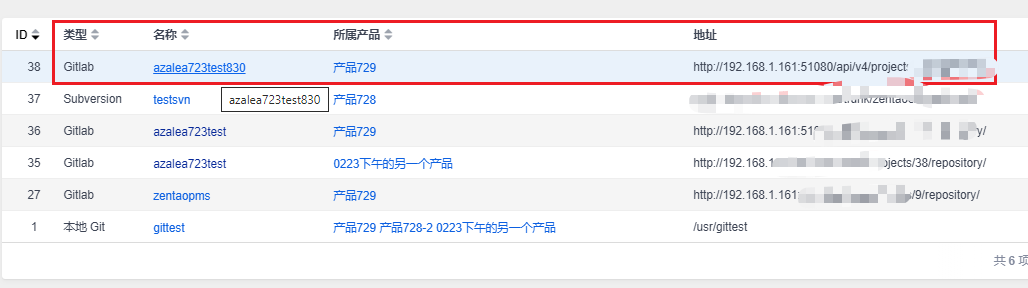 ID 类型 名称 所属产品 地址
38 Gitlab azalea723test830 产品729 http://192.168.1.161:51080/api/v4/project
37 Subversion testsvn azalea723test830 产品728
36 Gitlab azalea723test 产品729 http://192.168.1.161:510 y/
35 Gitlab azalea723test 0223下午的另一个产品 http://192.168.1 ojects/38/repository/
27 Gitlab zentaopms 产品729 http://192.168.1.161: /9/repository/
1 本地 Git gittest 产品729 产品728-2 0223下午的另一个产品 /usr/gittest
共 6 项